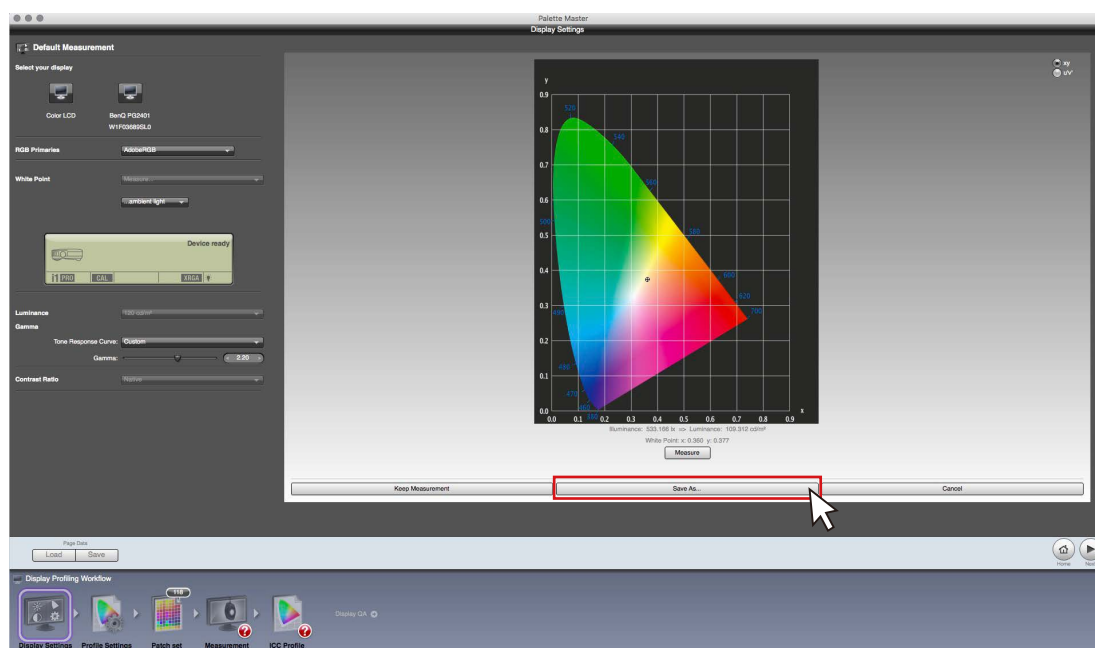 Palette Master
Display Settings
Default Measurement
Select your display
Color LCD
BenQ PG2401
W1F03689SL0
RGB Primaries
AdobeRGB
White Point
Measure...
...ambient light
Device ready
i1 PRO CAL XRGA
Luminance
120 cd/m²
Gamma
Tone Response Curve: Custom
Gamma: 2.20
Contrast Ratio
Native
xy
u'v'
y
0.9
0.8
0.7
0.6
0.5
0.4
0.3
0.2
0.1
0.0
0.0 0.1 0.2 0.3 0.4 0.5 0.6 0.7 0.8 0.9
x
520
540
560
500
580
600
620
490
700
480
470
460
Illuminance: 533.166 lx => Luminance: 109.312 cd/m²
White Point: x: 0.360 y: 0.377
Measure
Keep Measurement
Save As...
Cancel
Page Data
Load Save
Home Next
Display Profiling Workflow
118
Display QA
Display Settings Profile Settings Patch set Measurement ICC Profile